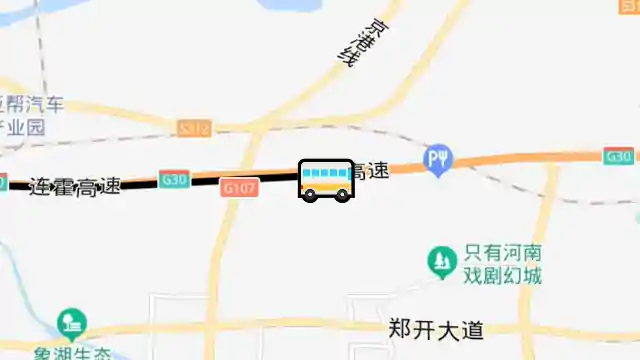 S31
京港线
亚帮汽车
产业园
S312
高速
P
G30
G30
连霍高速
G107
只有河南
戏剧幻城
郑开大道
象湖生态